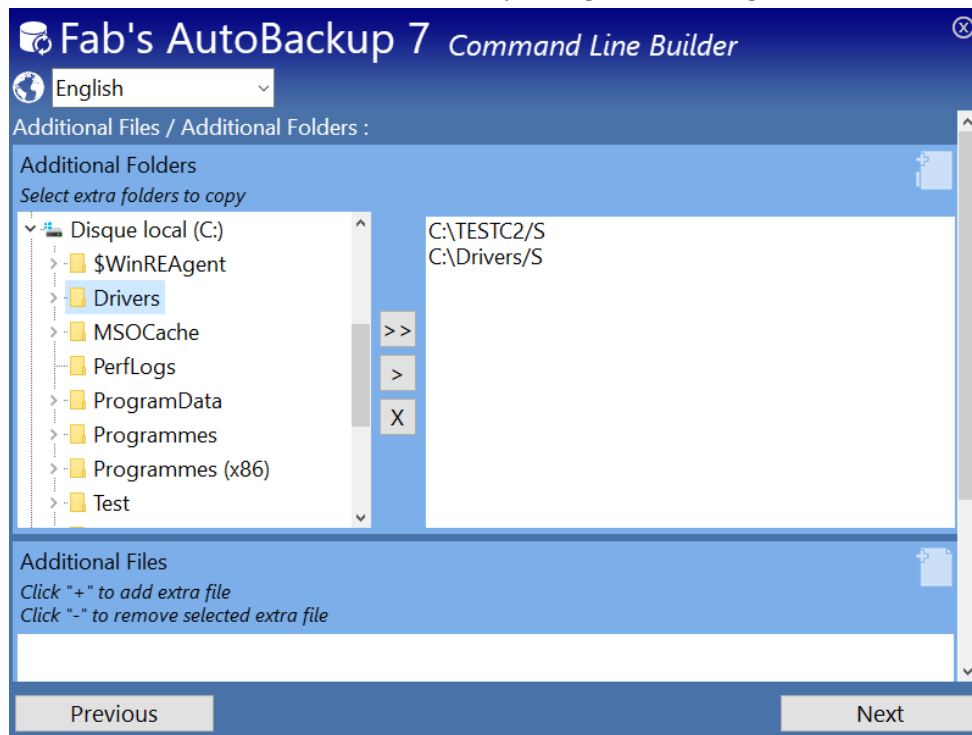 Fab's AutoBackup 7 Command Line Builder
English
Additional Files / Additional Folders :
Additional Folders
Select extra folders to copy
Disque local (C:)
$WinREAgent
Drivers
MSOCache
PerfLogs
ProgramData
Programmes
Programmes (x86)
Test
>>
>
X
C:\TESTC2/S
C:\Drivers/S
Additional Files
Click "+" to add extra file
Click "-" to remove selected extra file
Previous
Next